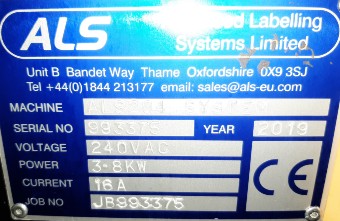 ALS Labelling
Systems Limited
Unit B Bandet Way Thame Oxfordshire OX9 3SJ
Tel +44(0)1844 213177 email: sales@als-eu.com
MACHINE
SERIAL NO 993375 YEAR 2019
VOLTAGE 240VAC
POWER 3-8KW
CURRENT 16A
JOB NO JB993375
CE